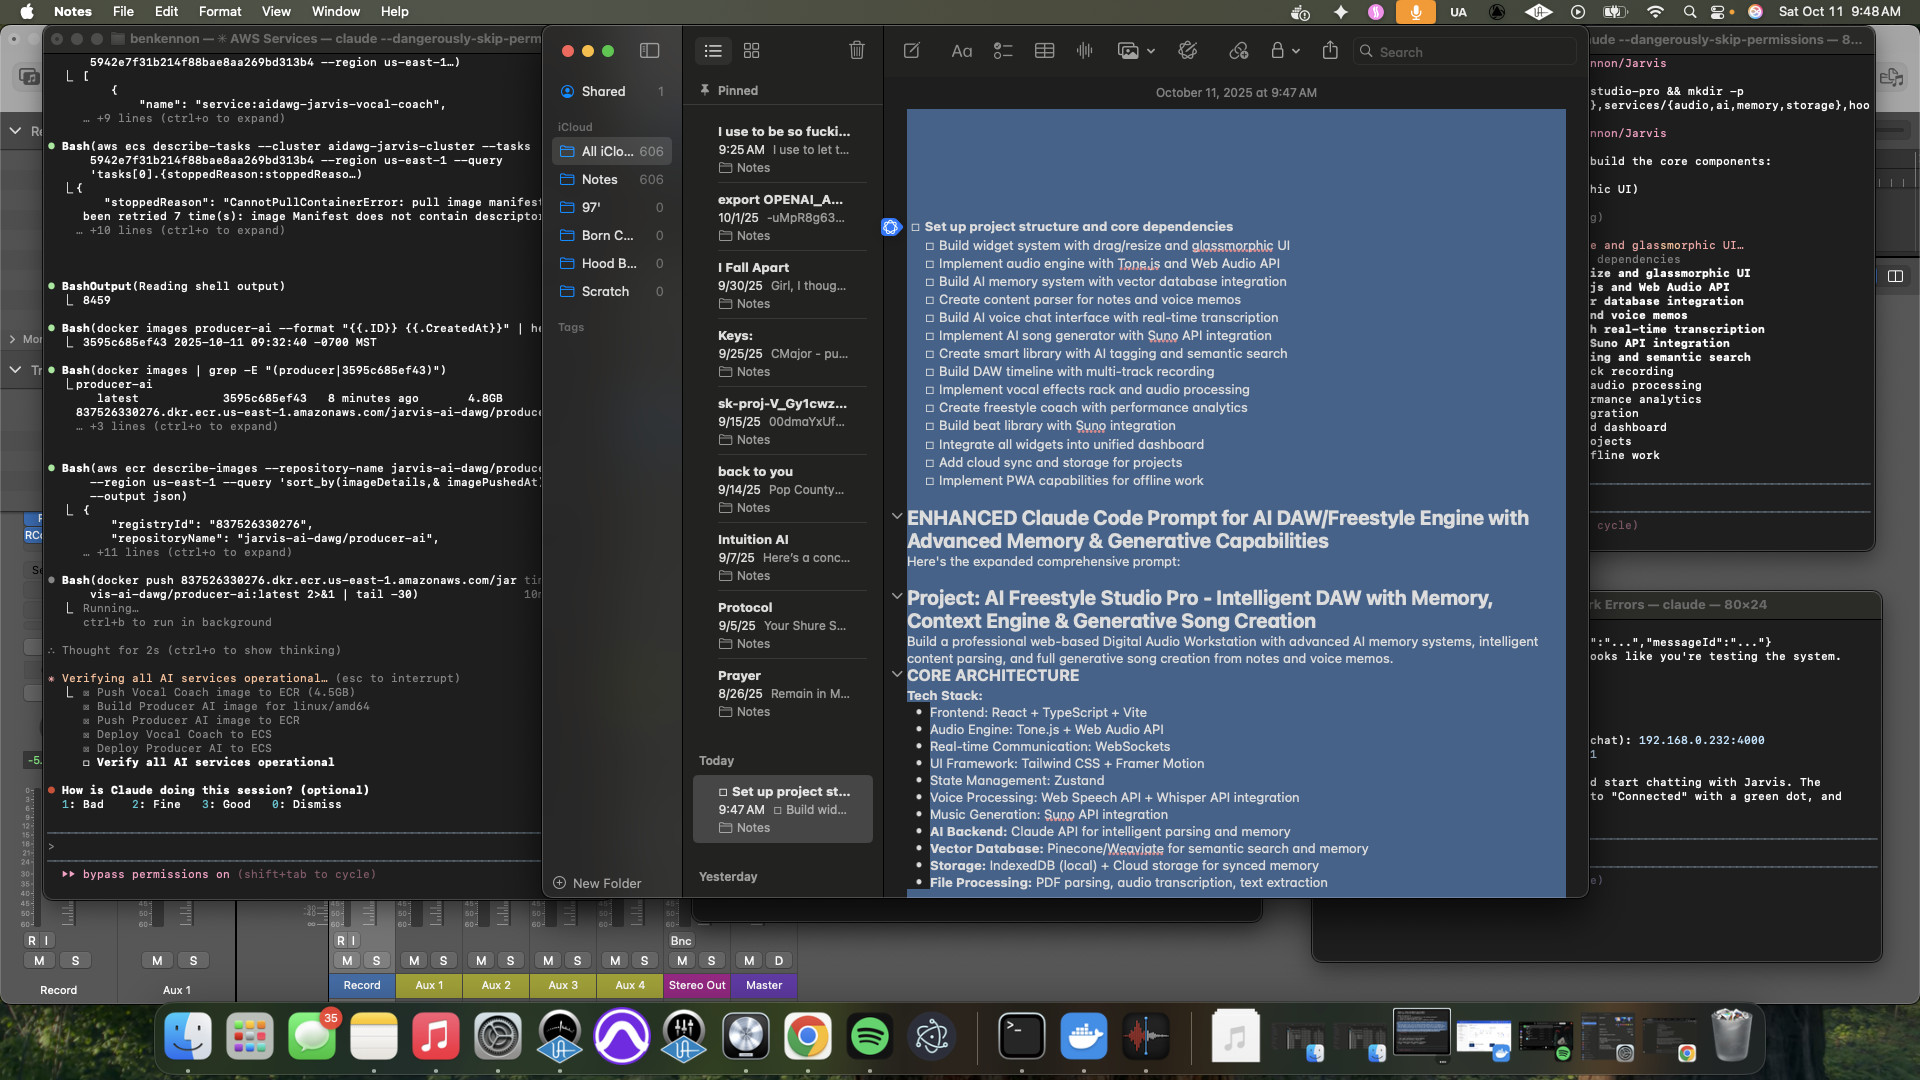 Notes File Edit Format View Window Help
UA Sat Oct 11 9:48 AM
benkennon — ✳ AWS Services — claude --dangerously-skip-perm
5942e7f31b214f88bae8aa269bd313b4 --region us-east-1…)
[
{
"name": "service:aidawg-jarvis-vocal-coach",
… +9 lines (ctrl+o to expand)
Bash(aws ecs describe-tasks --cluster aidawg-jarvis-cluster --tasks
5942e7f31b214f88bae8aa269bd313b4 --region us-east-1 --query
'tasks[0].{stoppedReason:stoppedReaso…)
{
"stoppedReason": "CannotPullContainerError: pull image manifest
been retried 7 time(s): image Manifest does not contain descripto
… +10 lines (ctrl+o to expand)
BashOutput(Reading shell output)
8459
Bash(docker images producer-ai --format "{{.ID}} {{.CreatedAt}}" | he
3595c685ef43 2025-10-11 09:32:40 -0700 MST
Bash(docker images | grep -E "(producer|3595c685ef43)")
producer-ai
latest 3595c685ef43 8 minutes ago 4.8GB
837526330276.dkr.ecr.us-east-1.amazonaws.com/jarvis-ai-dawg/produce
… +3 lines (ctrl+o to expand)
Bash(aws ecr describe-images --repository-name jarvis-ai-dawg/produc
--region us-east-1 --query 'sort_by(imageDetails,& imagePushedAt)
--output json)
{
"registryId": "837526330276",
"repositoryName": "jarvis-ai-dawg/producer-ai",
… +11 lines (ctrl+o to expand)
Bash(docker push 837526330276.dkr.ecr.us-east-1.amazonaws.com/jar tim
vis-ai-dawg/producer-ai:latest 2>&1 | tail -30) 10m
Running…
ctrl+b to run in background
∴ Thought for 2s (ctrl+o to show thinking)
✳ Verifying all AI services operational… (esc to interrupt)
☒ Push Vocal Coach image to ECR (4.5GB)
☒ Build Producer AI image for linux/amd64
☒ Push Producer AI image to ECR
☒ Deploy Vocal Coach to ECS
☒ Deploy Producer AI to ECS
☐ Verify all AI services operational
How is Claude doing this session? (optional)
1: Bad 2: Fine 3: Good 0: Dismiss
>
bypass permissions on (shift+tab to cycle)
Shared 1
iCloud
All iClo... 606
Notes 606
97' 0
Born C... 0
Hood B... 0
Scratch 0
Tags
New Folder
Pinned
I use to be so fucki...
9:25 AM I use to let t...
Notes
export OPENAI_A...
10/1/25 -uMpR8g63...
Notes
I Fall Apart
9/30/25 Girl, I thoug...
Notes
Keys:
9/25/25 CMajor - pu...
Notes
sk-proj-V_Gy1cwz...
9/15/25 00dmaYxUf...
Notes
back to you
9/14/25 Pop County...
Notes
Intuition AI
9/7/25 Here's a conc...
Notes
Protocol
9/5/25 Your Shure S...
Notes
Prayer
8/26/25 Remain in M...
Notes
Today
☐ Set up project st...
9:47 AM ☐ Build wid...
Notes
Yesterday
Aa
Search
October 11, 2025 at 9:47 AM
☐ Set up project structure and core dependencies
☐ Build widget system with drag/resize and glassmorphic UI
☐ Implement audio engine with Tone.js and Web Audio API
☐ Build AI memory system with vector database integration
☐ Create content parser for notes and voice memos
☐ Build AI voice chat interface with real-time transcription
☐ Implement AI song generator with Suno API integration
☐ Create smart library with AI tagging and semantic search
☐ Build DAW timeline with multi-track recording
☐ Implement vocal effects rack and audio processing
☐ Create freestyle coach with performance analytics
☐ Build beat library with Suno integration
☐ Integrate all widgets into unified dashboard
☐ Add cloud sync and storage for projects
☐ Implement PWA capabilities for offline work
ENHANCED Claude Code Prompt for AI DAW/Freestyle Engine with
Advanced Memory & Generative Capabilities
Here's the expanded comprehensive prompt:
Project: AI Freestyle Studio Pro - Intelligent DAW with Memory,
Context Engine & Generative Song Creation
Build a professional web-based Digital Audio Workstation with advanced AI memory systems, intelligent
content parsing, and full generative song creation from notes and voice memos.
CORE ARCHITECTURE
Tech Stack:
• Frontend: React + TypeScript + Vite
• Audio Engine: Tone.js + Web Audio API
• Real-time Communication: WebSockets
• UI Framework: Tailwind CSS + Framer Motion
• State Management: Zustand
• Voice Processing: Web Speech API + Whisper API integration
• Music Generation: Suno API integration
• AI Backend: Claude API for intelligent parsing and memory
• Vector Database: Pinecone/Weaviate for semantic search and memory
• Storage: IndexedDB (local) + Cloud storage for synced memory
• File Processing: PDF parsing, audio transcription, text extraction
aude --dangerously-skip-permissions — 8...
nnon/Jarvis
studio-pro && mkdir -p
},services/{audio,ai,memory,storage},hoo
nnon/Jarvis
build the core components:
hic UI)
g)
e and glassmorphic UI…
dependencies
ize and glassmorphic UI
js and Web Audio API
r database integration
nd voice memos
h real-time transcription
Suno API integration
ing and semantic search
ck recording
audio processing
rmance analytics
gration
d dashboard
ojects
fline work
cycle)
rk Errors — claude — 80×24
":"...","messageId":"..."}
ooks like you're testing the system.
chat): 192.168.0.232:4000
1
d start chatting with Jarvis. The
to "Connected" with a green dot, and
e)
R I
M S
Record
M S
Aux 1
R I
M S
Record
M S
Aux 1
M S
Aux 2
M S
Aux 3
M S
Aux 4
Bnc
M S
Stereo Out
M D
Master
35